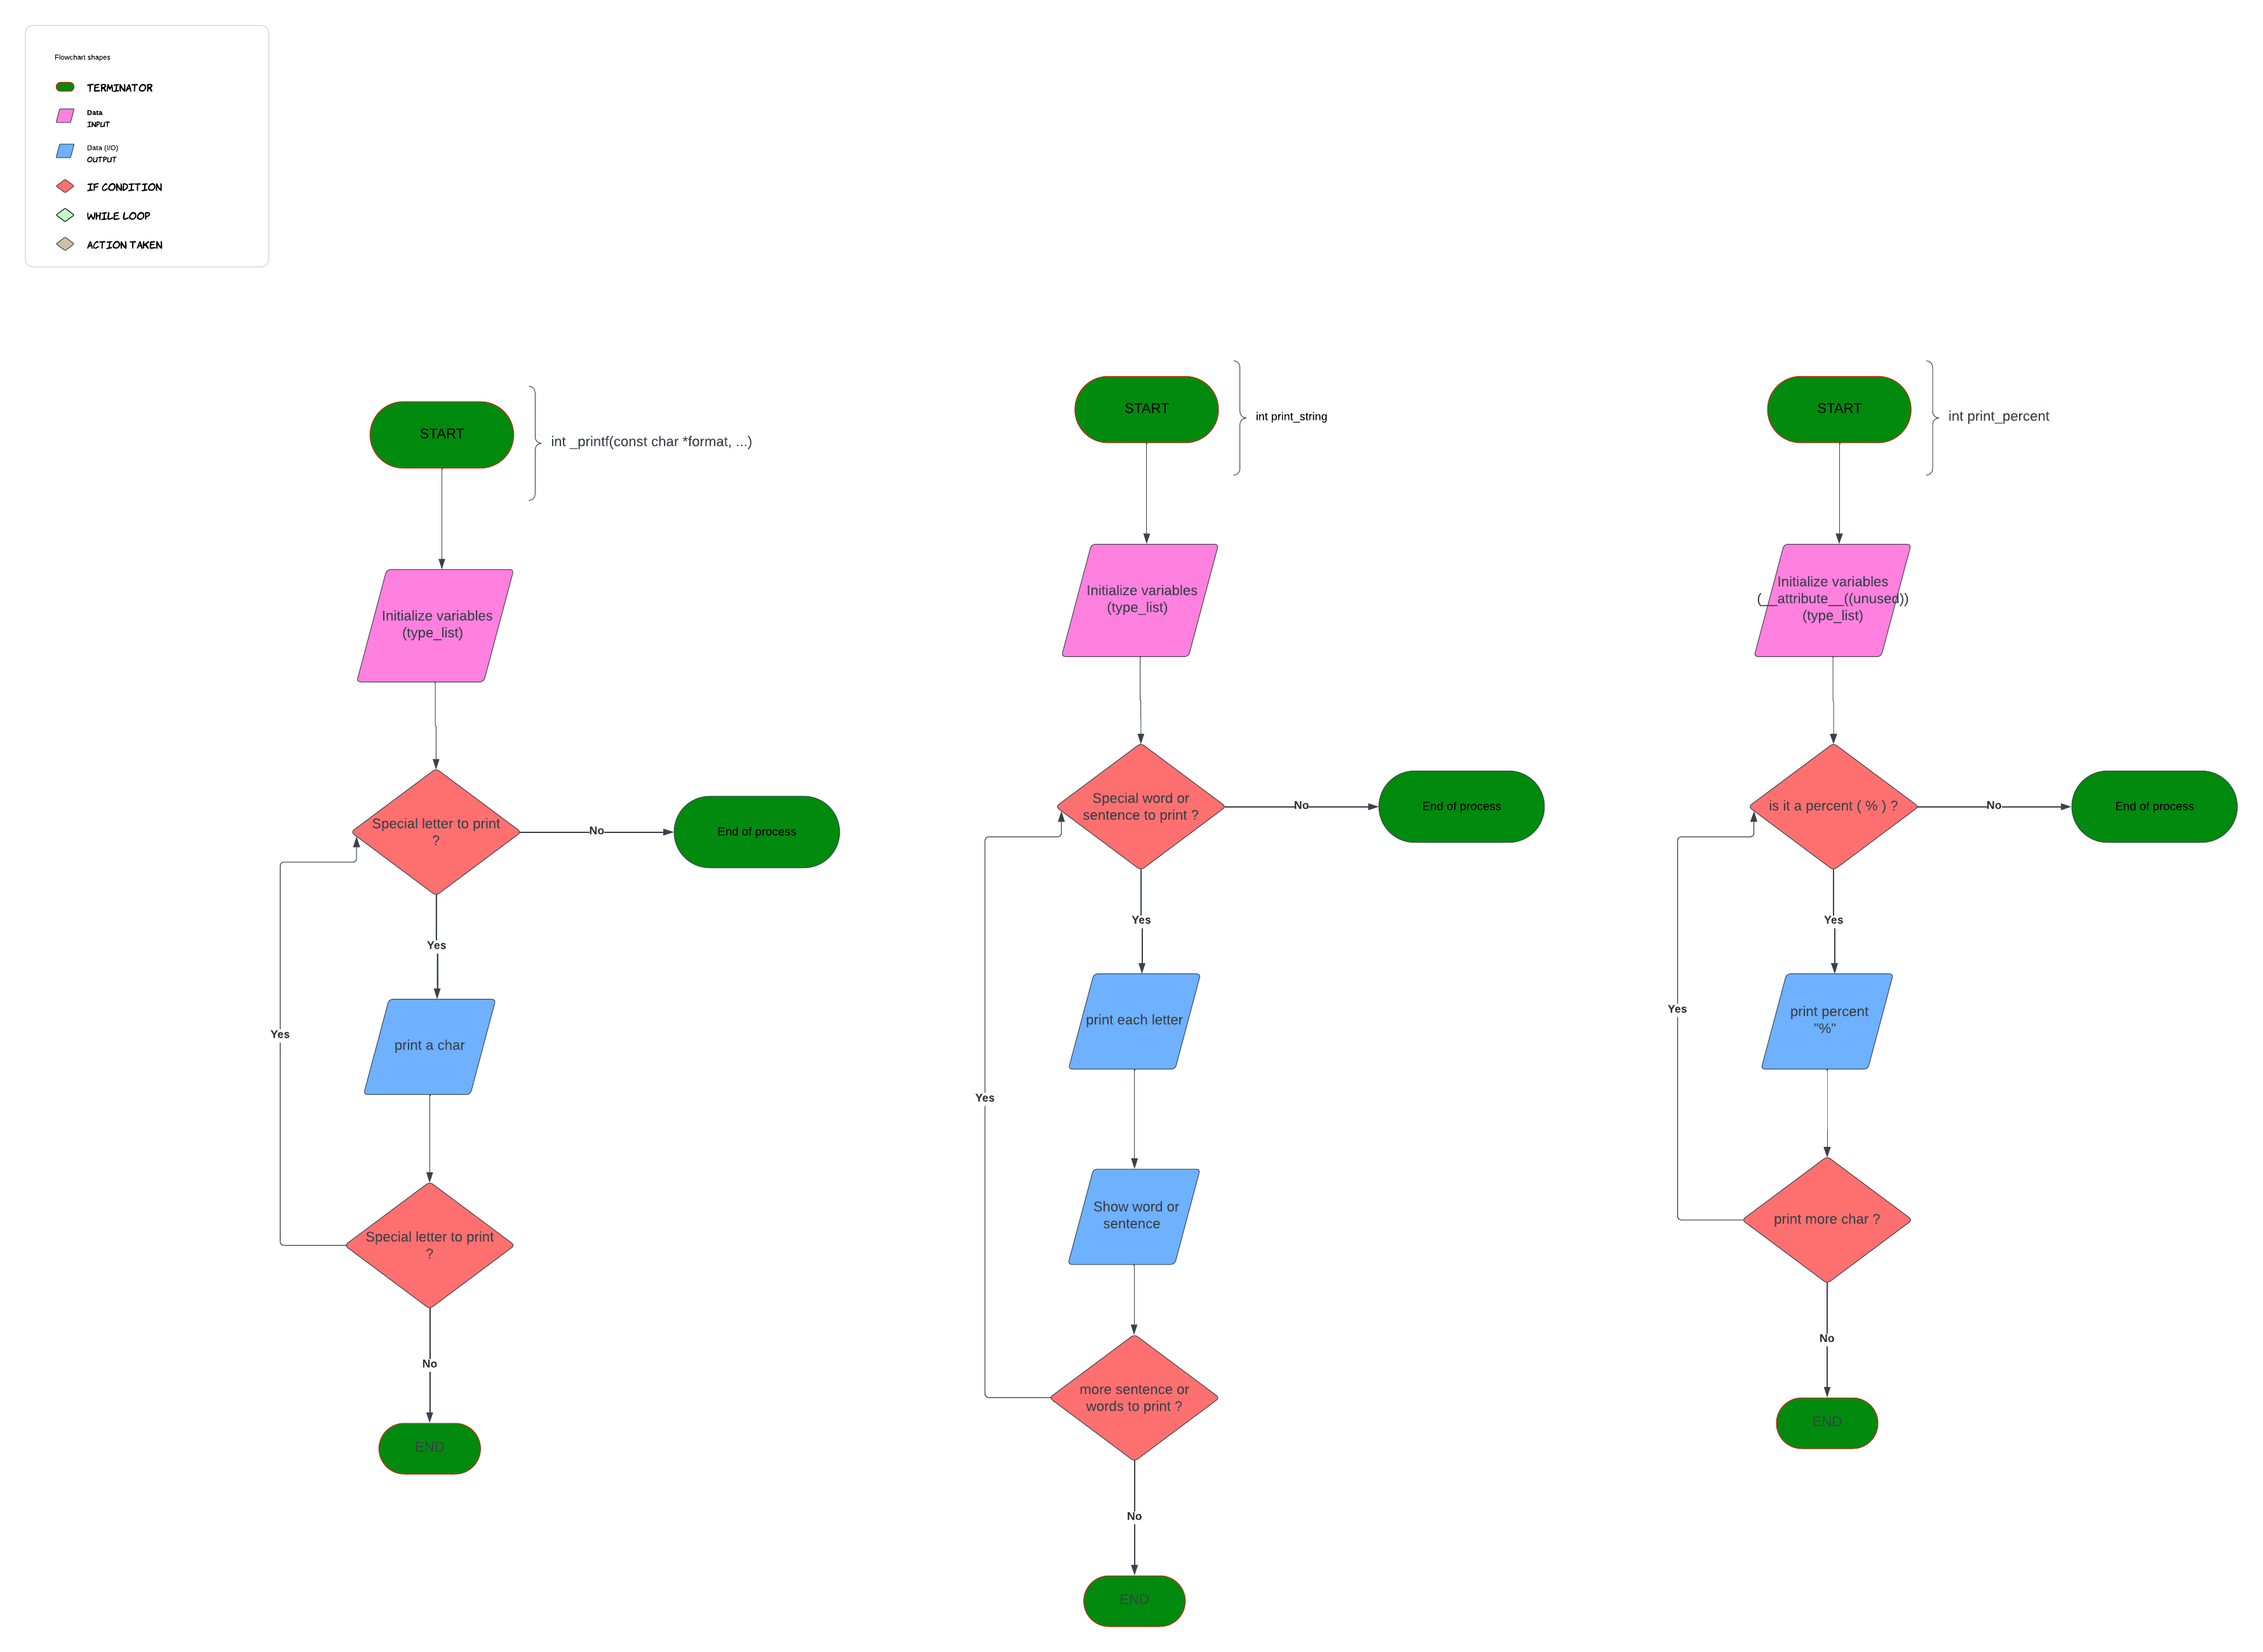 Flowchart shapes
TERMINATOR
Data
INPUT
Data (I/O)
OUTPUT
IF CONDITION
WHILE LOOP
ACTION TAKEN
START
int _printf(const char *format, ...)
Initialize variables
(type_list)
Special letter to print
?
No
End of process
Yes
print a char
Yes
Special letter to print
?
No
END
START
int print_string
Initialize variables
(type_list)
Special word or
sentence to print ?
No
End of process
Yes
print each letter
Yes
Show word or
sentence
more sentence or
words to print ?
No
END
START
int print_percent
Initialize variables
(__attribute__((unused))
(type_list)
is it a percent ( % ) ?
No
End of process
Yes
print percent
"%"
Yes
print more char ?
No
END